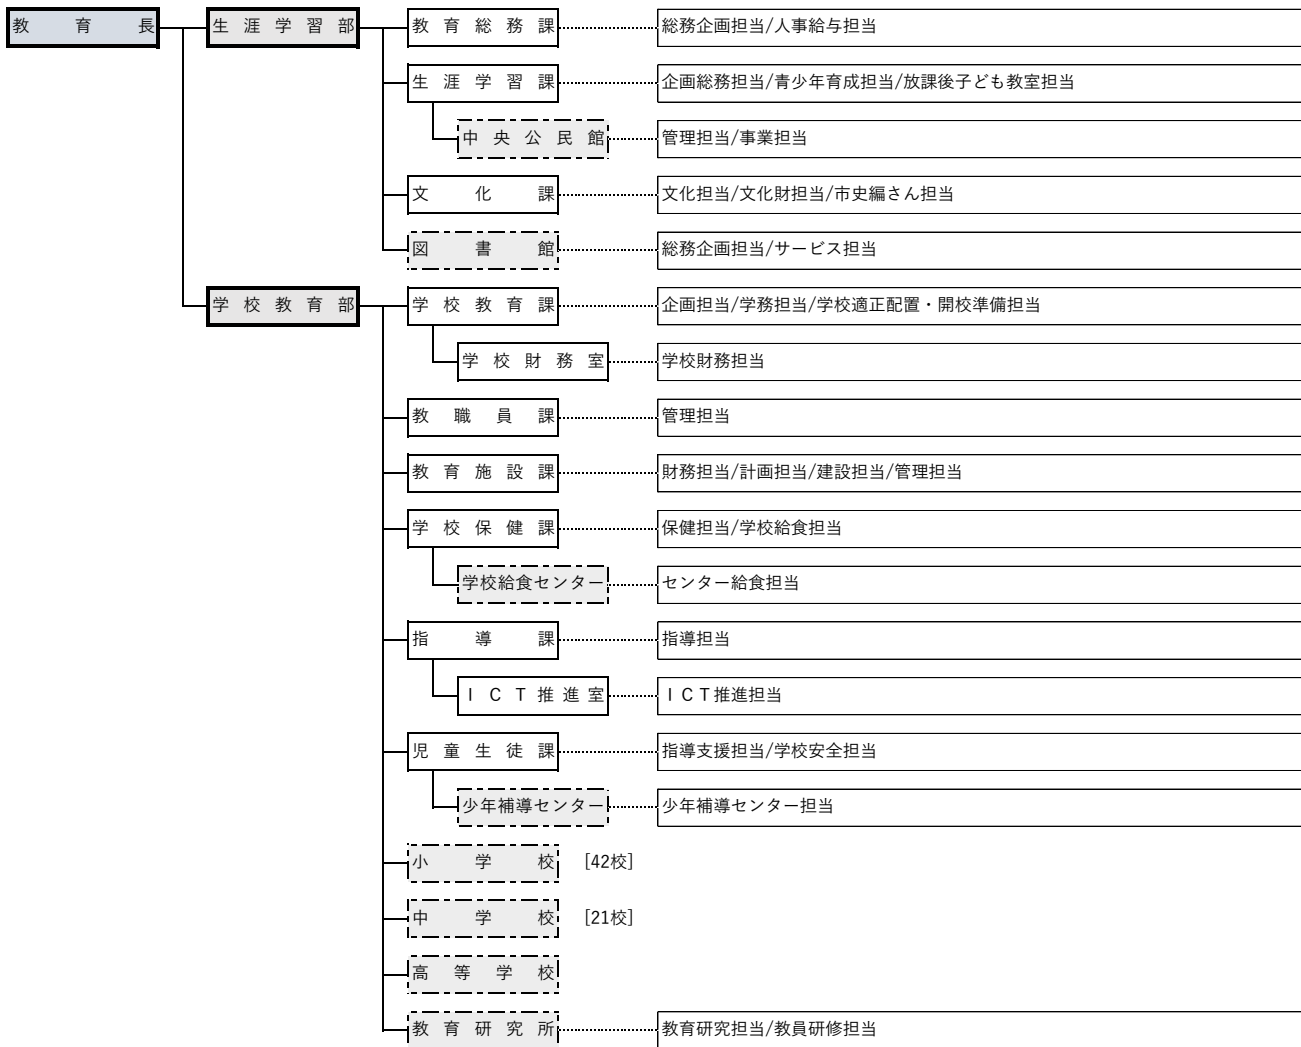 教育長 生涯学習部 教育総務課 総務企画担当/人事給与担当
生涯学習課 企画総務担当/青少年育成担当/放課後子ども教室担当
中央公民館 管理担当/事業担当
文化課 文化担当/文化財担当/市史編さん担当
図書館 総務企画担当/サービス担当
学校教育部 学校教育課 企画担当/学務担当/学校適正配置・開校準備担当
学校財務室 学校財務担当
教職員課 管理担当
教育施設課 財務担当/計画担当/建設担当/管理担当
学校保健課 保健担当/学校給食担当
学校給食センター センター給食担当
指導課 指導担当
ＩＣＴ推進室 ＩＣＴ推進担当
児童生徒課 指導支援担当/学校安全担当
少年補導センター 少年補導センター担当
小学校 [42校]
中学校 [21校]
高等学校
教育研究所 教育研究担当/教員研修担当